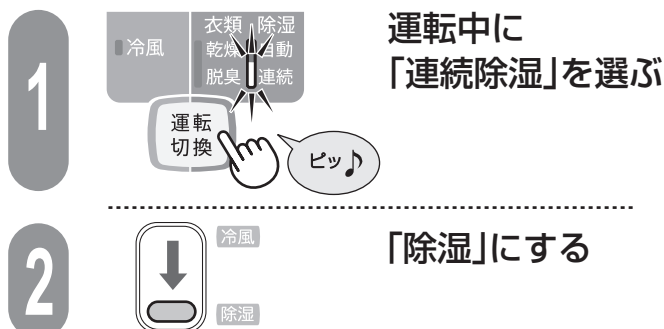 1
衣類 除湿
冷風 乾燥 自動
脱臭 連続
運転
切換
ピッ♪
運転中に
「連続除湿」を選ぶ
2
冷風
除湿
「除湿」にする